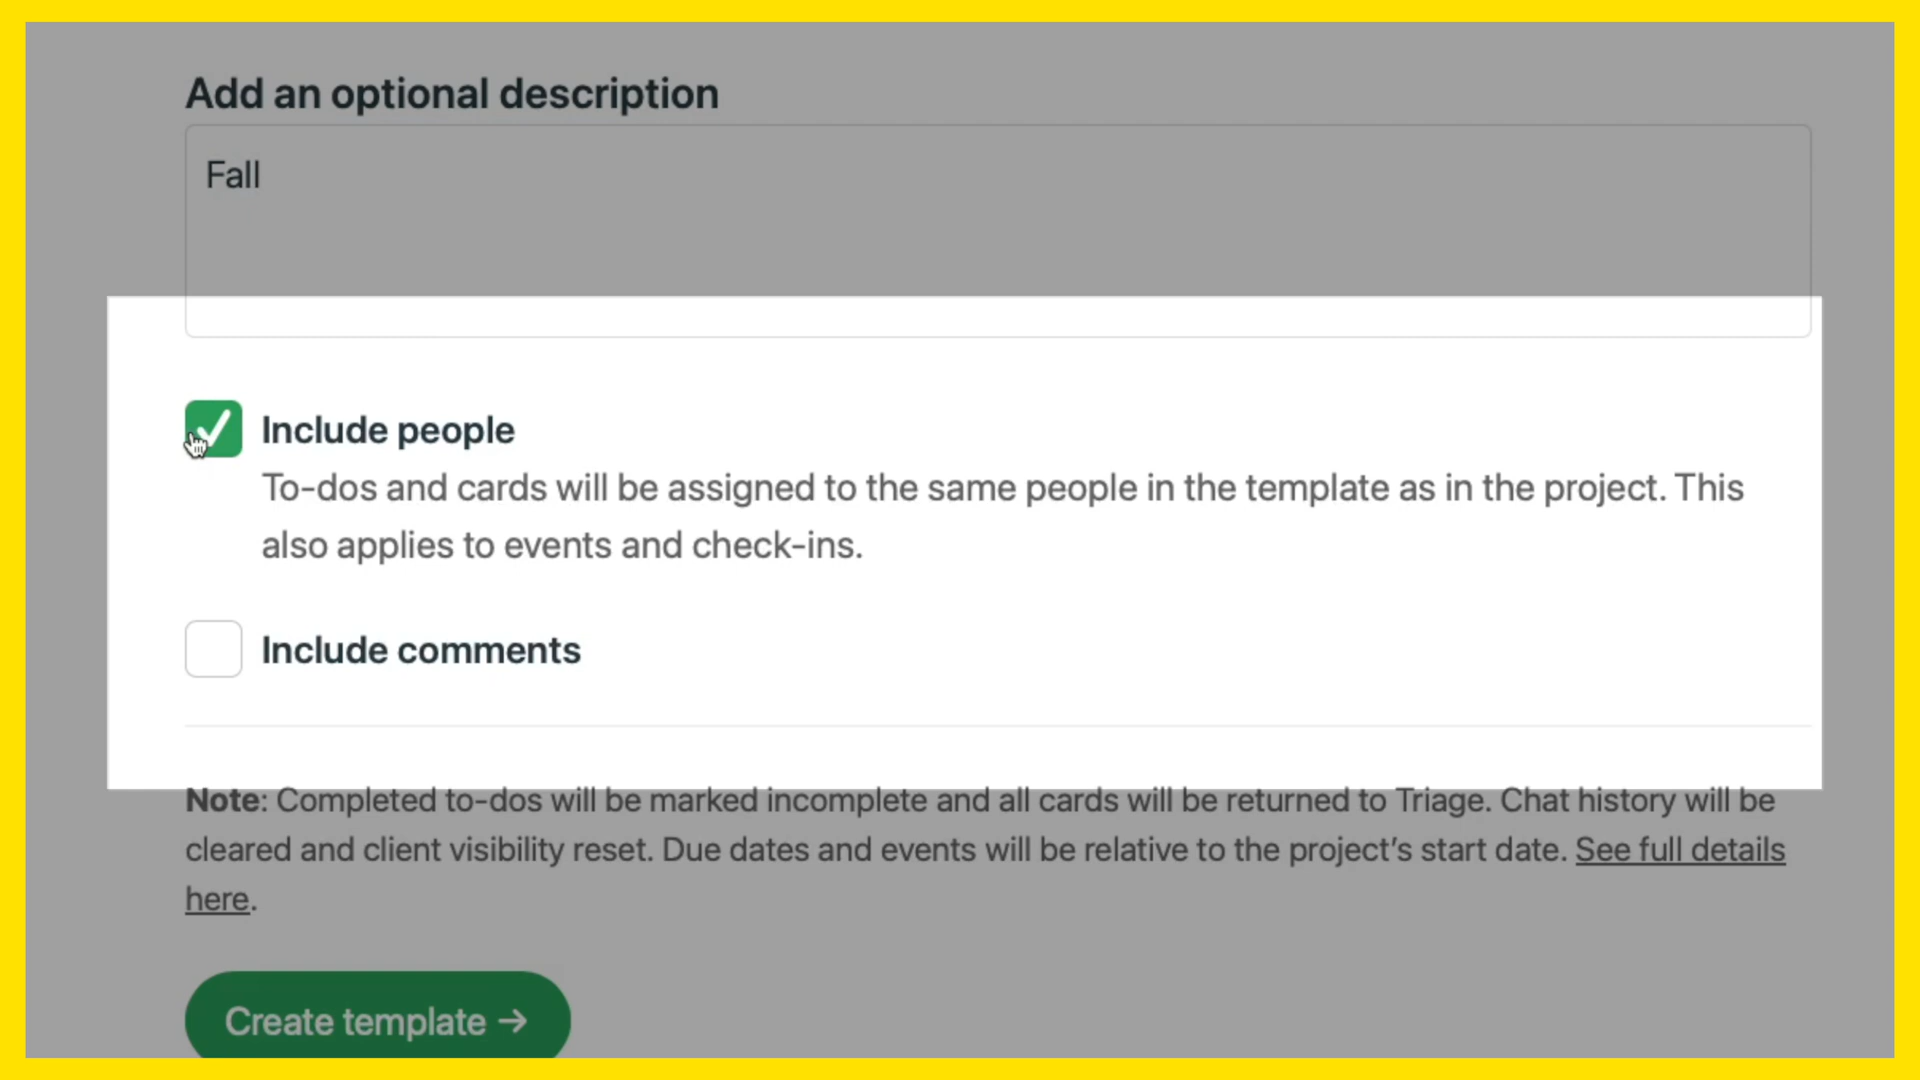 Add an optional description
Fall
Include people
To-dos and cards will be assigned to the same people in the template as in the project. This
also applies to events and check-ins.
Include comments
Note: Completed to-dos will be marked incomplete and all cards will be returned to Triage. Chat history will be
cleared and client visibility reset. Due dates and events will be relative to the project’s start date. See full details
here.
Create template →